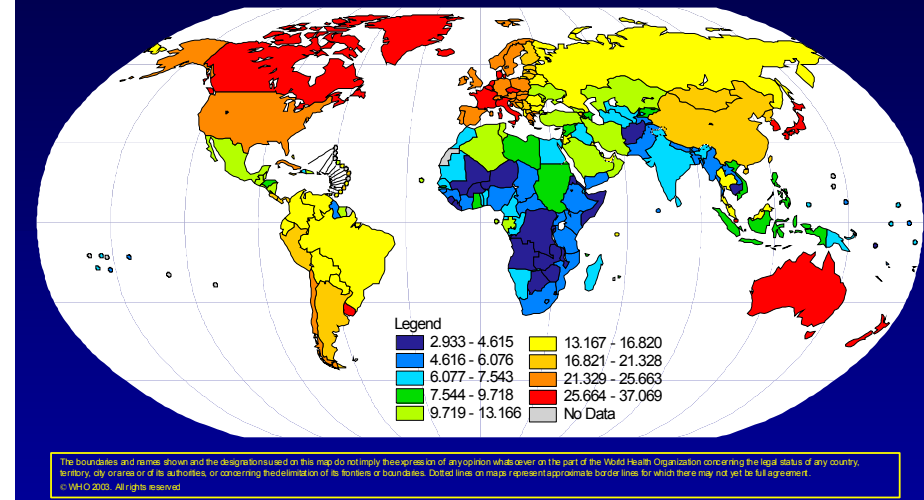 Legend
2.933 - 4.615
4.616 - 6.076
6.077 - 7.543
7.544 - 9.718
9.719 - 13.166
13.167 - 16.820
16.821 - 21.328
21.329 - 25.663
25.664 - 37.069
No Data
The boundaries and names shown and the designations used on this map do not imply the expression of any opinion whatsoever on the part of the World Health Organization concerning the legal status of any country,
territory, city or area or of its authorities, or concerning the delimitation of its frontiers or boundaries. Dotted lines on maps represent approximate border lines for which there may not yet be full agreement.
© WHO 2003. All rights reserved